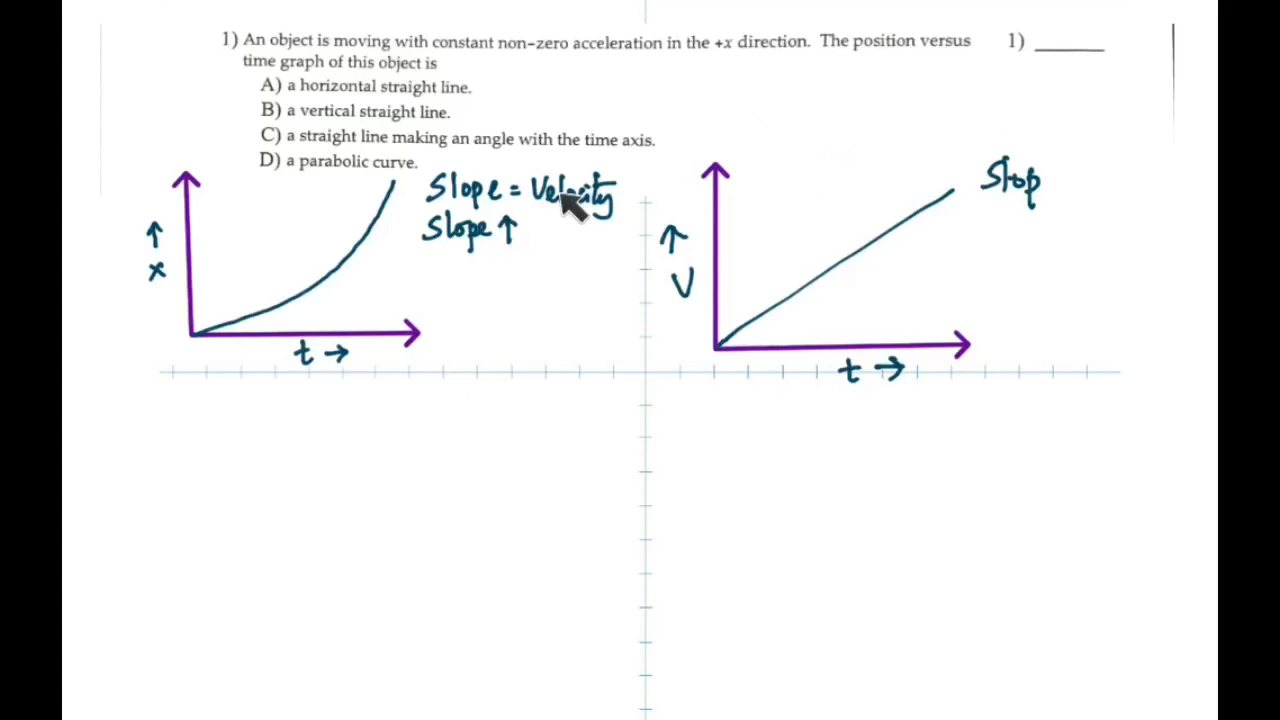 1) An object is moving with constant non-zero acceleration in the +x direction. The position versus 1) ______
time graph of this object is
A) a horizontal straight line.
B) a vertical straight line.
C) a straight line making an angle with the time axis.
D) a parabolic curve.
Slope = Velocity
Slope ↑
↑
x
t →
Slop
↑
V
t →